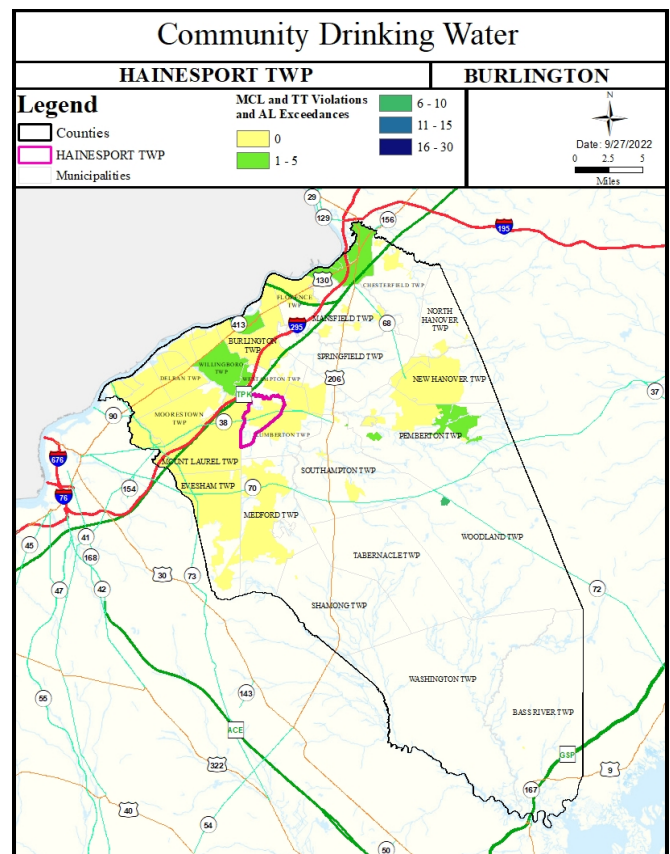 Community Drinking Water
HAINESPORT TWP
BURLINGTON
Legend
Counties
HAINESPORT TWP
Municipalities
MCL and TT Violations
and AL Exceedances
0
1 - 5
6 - 10
11 - 15
16 - 30
N
Date: 9/27/2022
0 2.5 5
Miles
29
129
156
195
130
CHESTERFIELD TWP
FLORENCE
TWP
MANSFIELD TWP
NORTH
HANOVER
TWP
413
295
68
BURLINGTON
TWP
SPRINGFIELD TWP
WILLINGBORO
TWP
DELRAN TWP
WESTAMPTON TWP
206
NEW HANOVER TWP
TPK
37
90
MOORESTOWN
TWP
38
LUMBERTON TWP
PEMBERTON TWP
676
MOUNT LAUREL TWP
SOUTHAMPTON TWP
76
154
EVESHAM TWP
70
MEDFORD TWP
45
41
168
WOODLAND TWP
TABERNACLE TWP
30
73
47
42
72
SHAMONG TWP
WASHINGTON TWP
143
55
BASS RIVER TWP
ACE
GSP
322
9
167
40
54
50